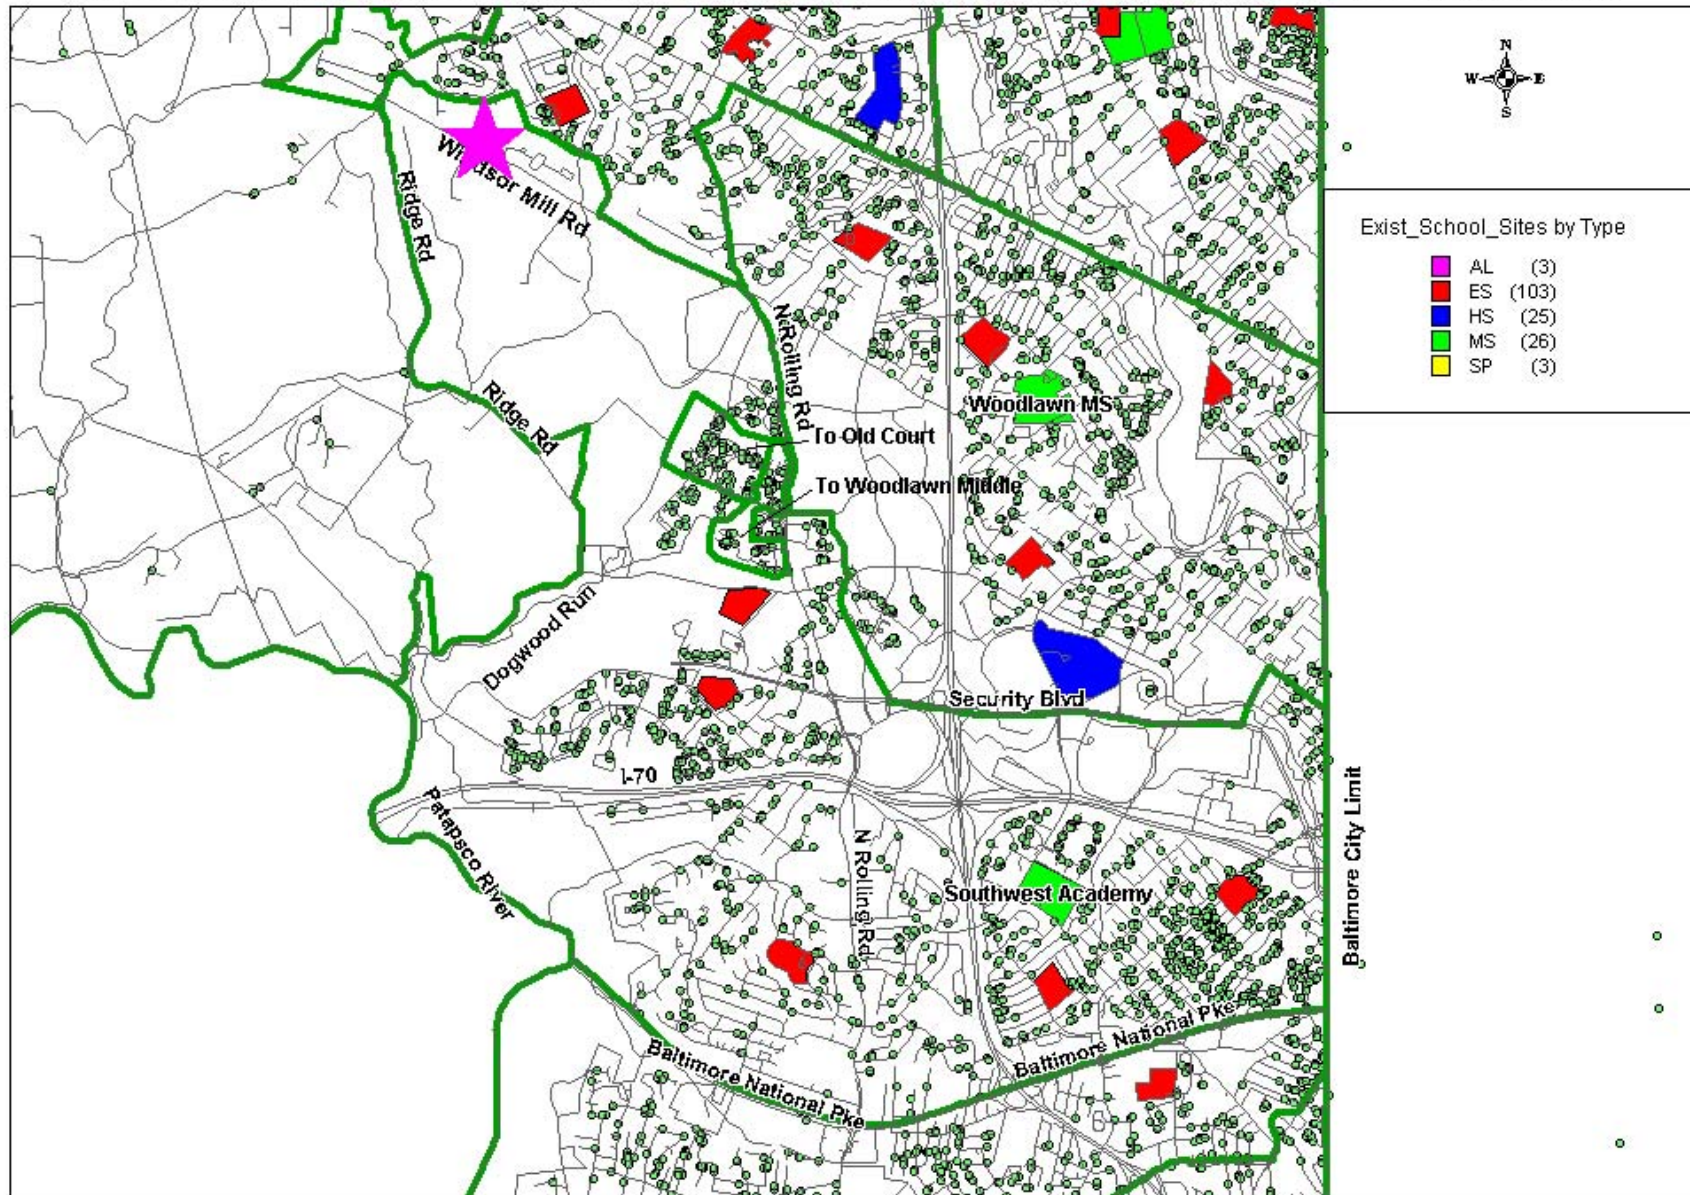 N
W E
S
Exist_School_Sites by Type
AL (3)
ES (103)
HS (25)
MS (26)
SP (3)
Windsor Mill Rd
Ridge Rd
N Rolling Rd
Ridge Rd
Woodlawn MS
To Old Court
To Woodlawn Middle
Dogwood Run
Security Blvd
I-70
Patapsco River
N Rolling Rd
Southwest Academy
Baltimore City Limit
Baltimore National Pke
Baltimore National Pke